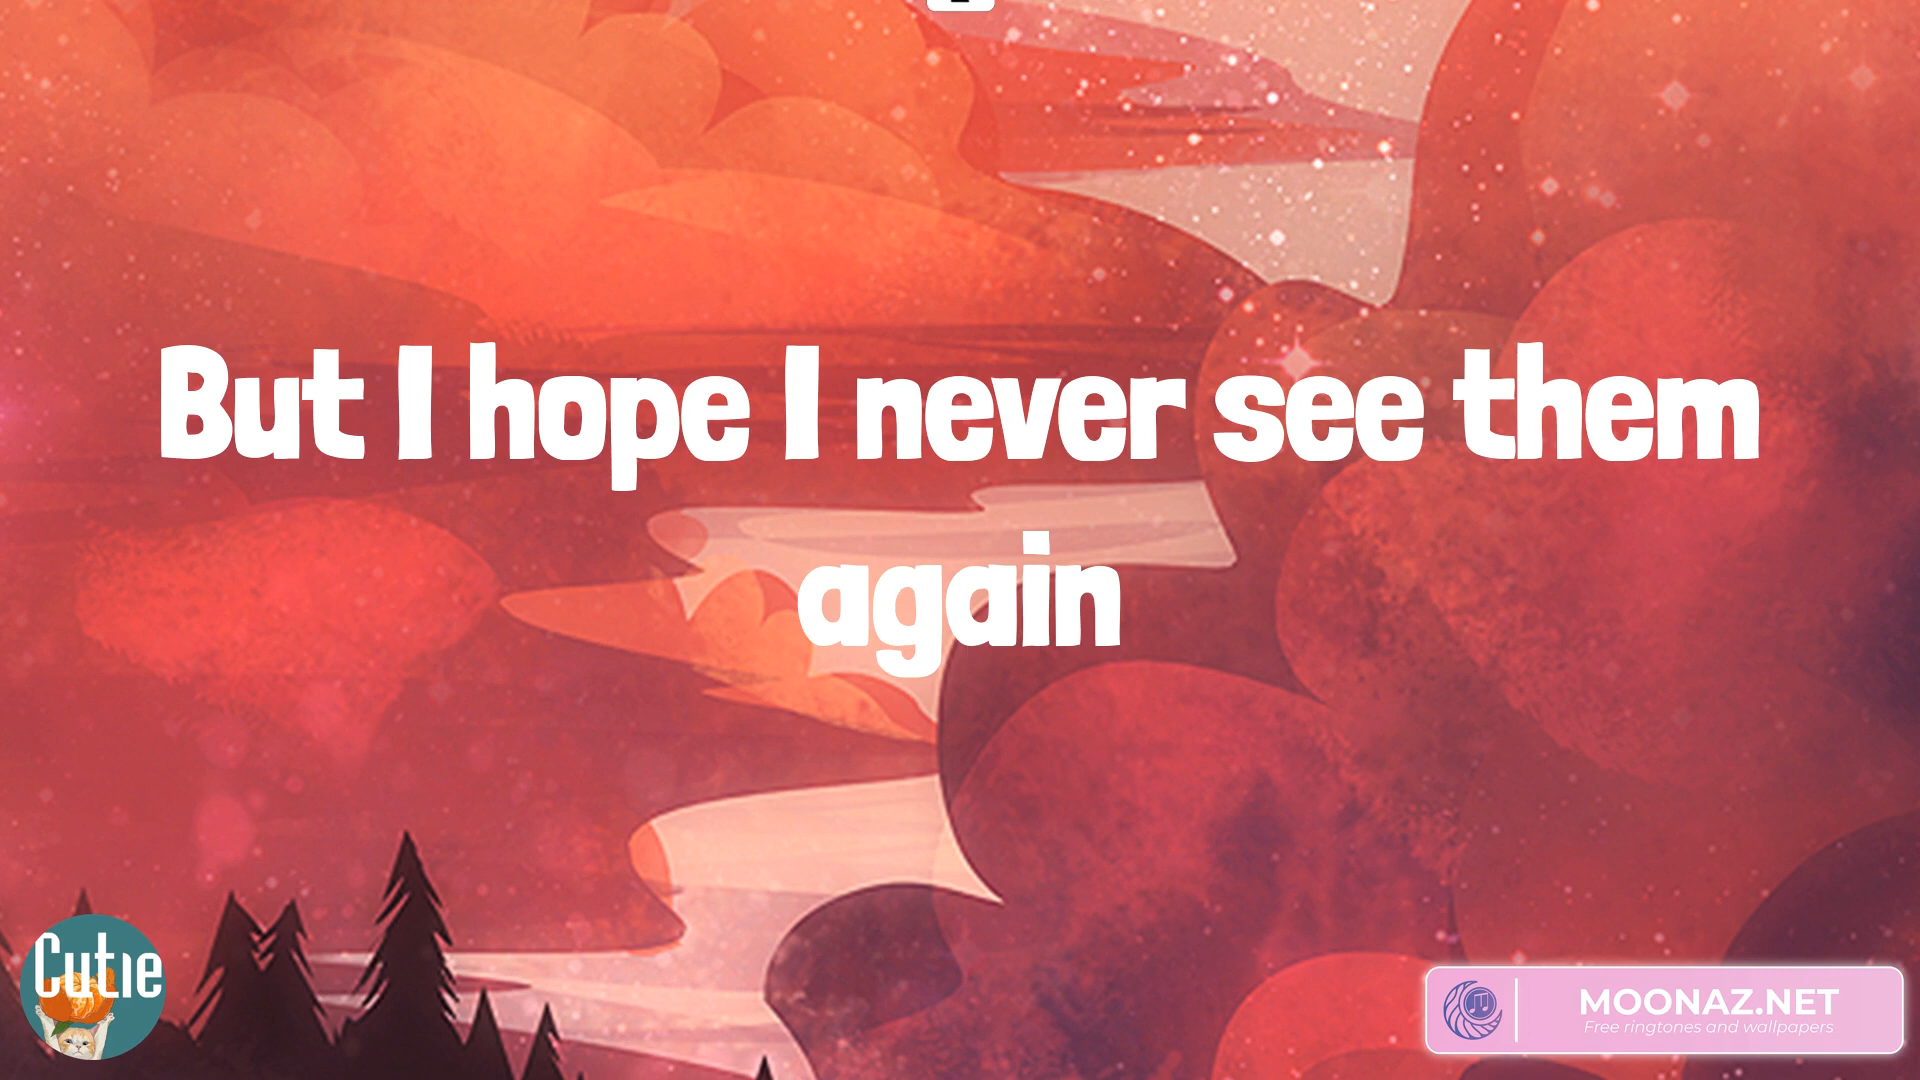 But I hope I never see them
again
Cutie
MOONAZ.NET
Free ringtones and wallpapers